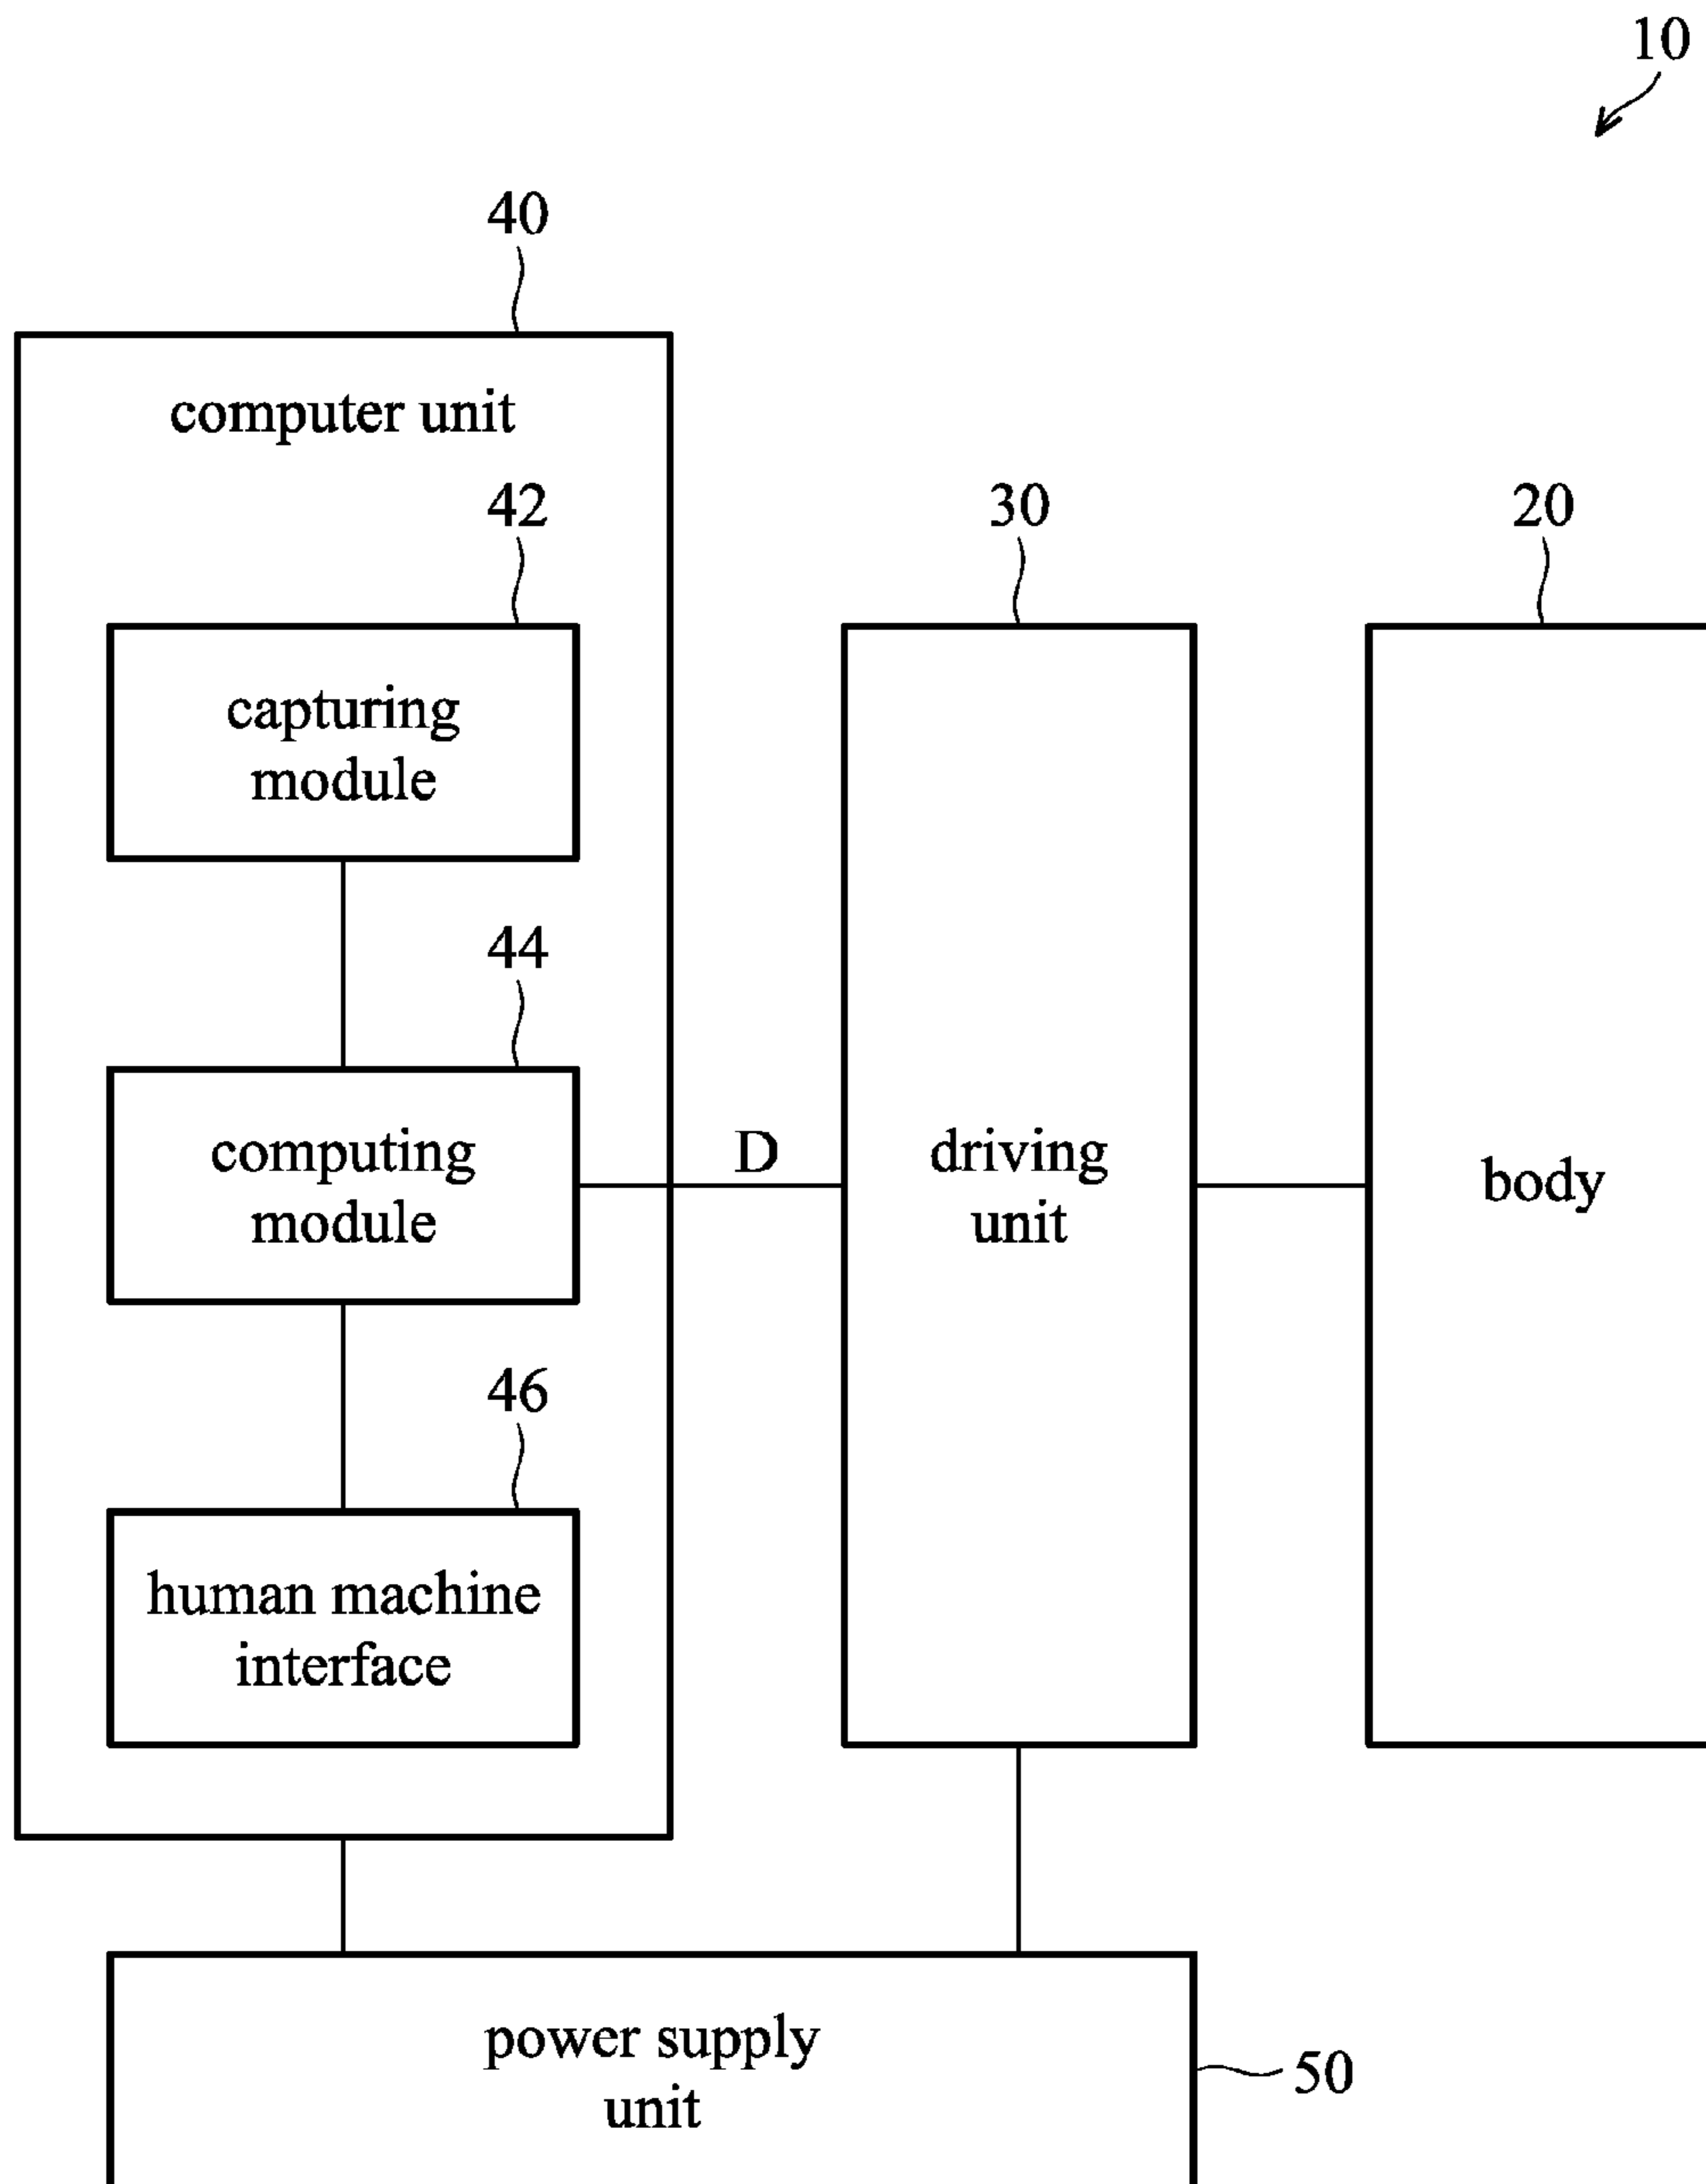 10
40
computer unit
42
30
20
capturing
module
44
computing
module
D
driving
unit
body
46
human machine
interface
power supply
unit
50